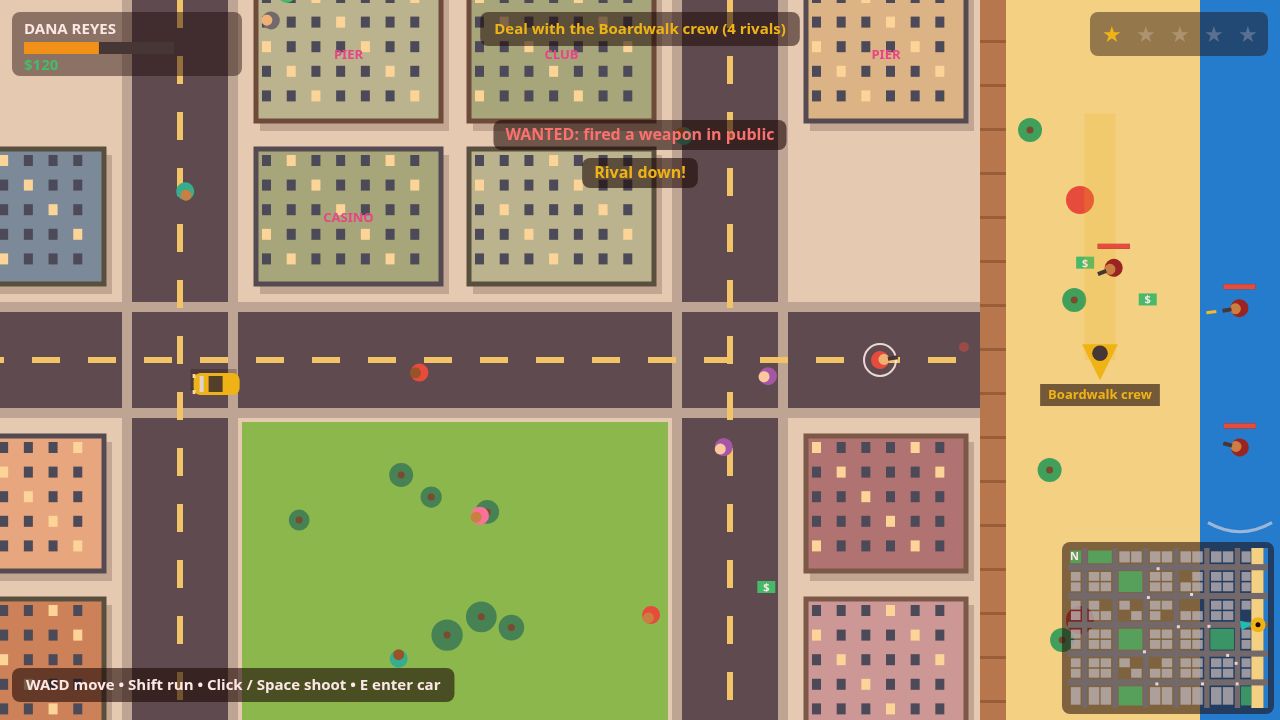 DANA REYES
$120
Deal with the Boardwalk crew (4 rivals)
PIER
CLUB
PIER
WANTED: fired a weapon in public
Rival down!
CASINO
$
$
Boardwalk crew
$
N
WASD move • Shift run • Click / Space shoot • E enter car